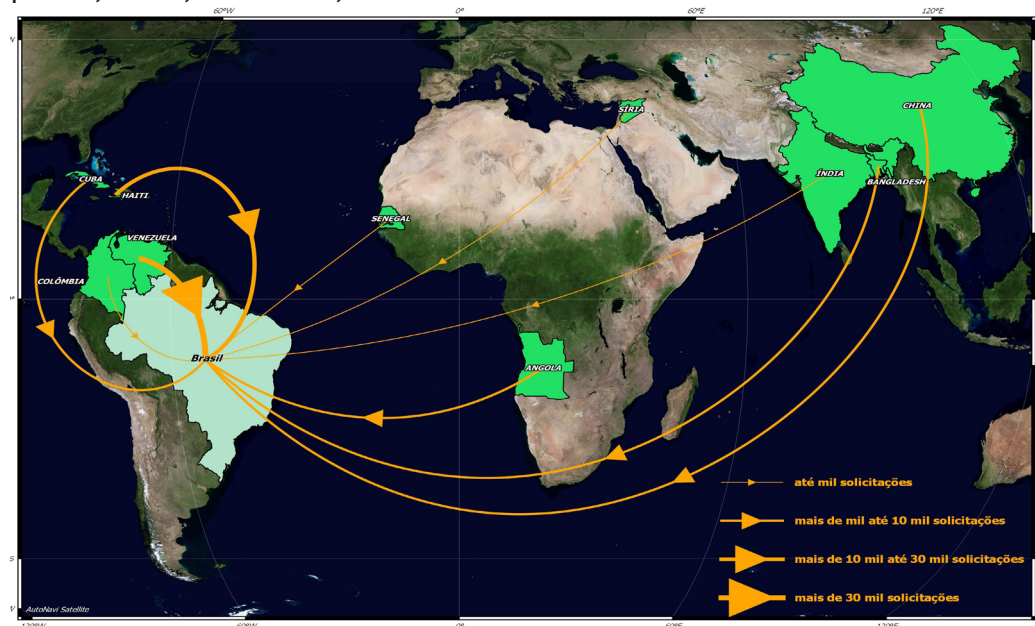 60°W 0° 60°E 120°E
CHINA
SÍRIA
ÍNDIA
BANGLADESH
CUBA
HAITI
SENEGAL
VENEZUELA
COLÔMBIA
Brasil
ANGOLA
até mil solicitações
mais de mil até 10 mil solicitações
mais de 10 mil até 30 mil solicitações
mais de 30 mil solicitações
AutoNavi Satellite